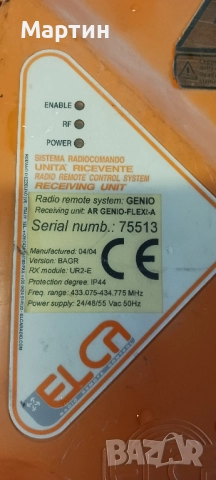 Мартин
ENABLE
RF
POWER
SISTEMA RADIOCOMANDO
UNITA' RICEVENTE
RADIO REMOTE CONTROL SYSTEM
RECEIVING UNIT
Radio remote system: GENIO
Receiving unit: AR GENIO-FLEXI-A
Serial numb.: 75513
Manufactured: 04/04
Version: BAGR
RX module: UR2-E
Protection degree: IP44
Freq. range: 433.075-434.775 MHz
Power supply: 24/48/55 Vac 50Hz
CE
ELCA
BAZAR